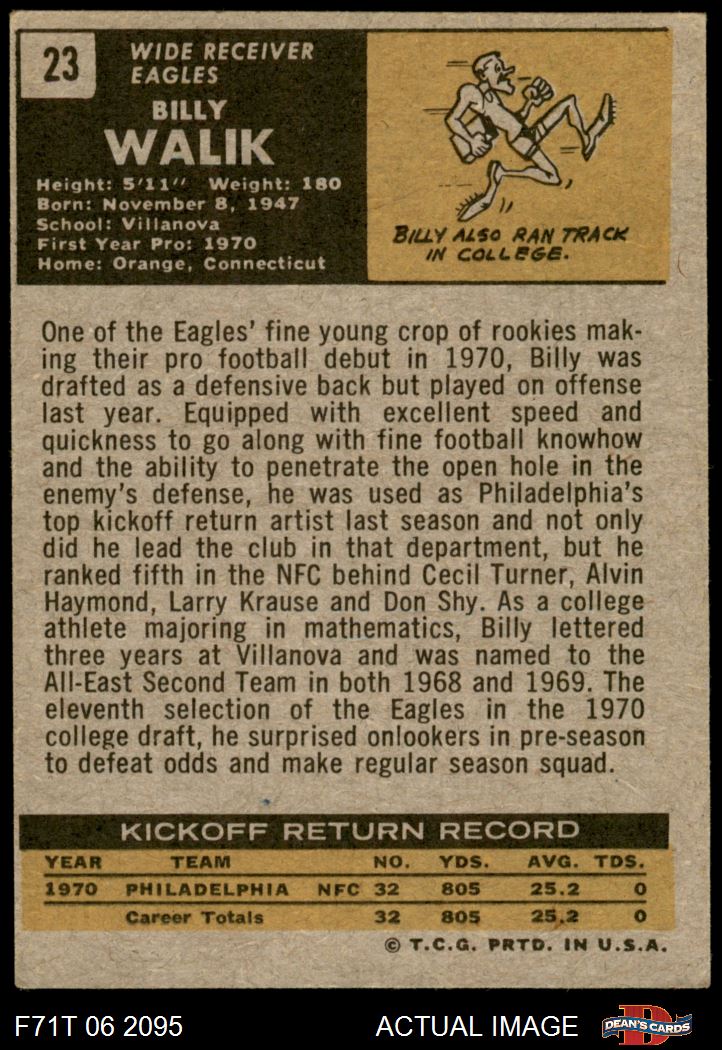 23
WIDE RECEIVER
EAGLES
BILLY
WALIK
Height: 5'11" Weight: 180
Born: November 8, 1947
School: Villanova
First Year Pro: 1970
Home: Orange, Connecticut
BILLY ALSO RAN TRACK
IN COLLEGE.
One of the Eagles' fine young crop of rookies mak-
ing their pro football debut in 1970, Billy was
drafted as a defensive back but played on offense
last year. Equipped with excellent speed and
quickness to go along with fine football knowhow
and the ability to penetrate the open hole in the
enemy's defense, he was used as Philadelphia's
top kickoff return artist last season and not only
did he lead the club in that department, but he
ranked fifth in the NFC behind Cecil Turner, Alvin
Haymond, Larry Krause and Don Shy. As a college
athlete majoring in mathematics, Billy lettered
three years at Villanova and was named to the
All-East Second Team in both 1968 and 1969. The
eleventh selection of the Eagles in the 1970
college draft, he surprised onlookers in pre-season
to defeat odds and make regular season squad.
KICKOFF RETURN RECORD
YEAR TEAM NO. YDS. AVG. TDS.
1970 PHILADELPHIA NFC 32 805 25.2 0
Career Totals 32 805 25.2 0
© T.C.G. PRTD. IN U.S.A.
F71T 06 2095 ACTUAL IMAGE
D
DEAN'S CARDS